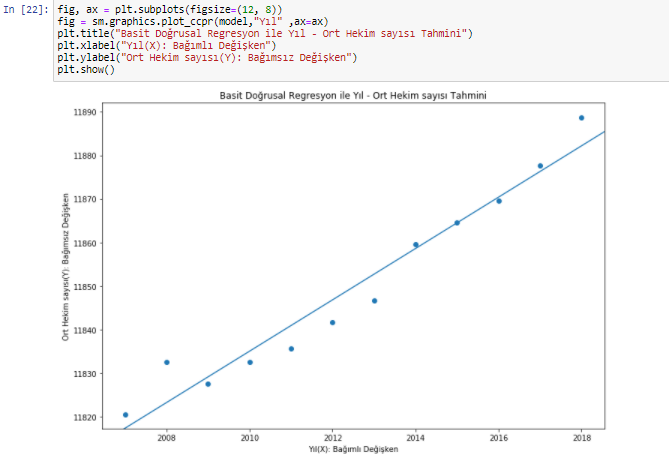 In [22]: fig, ax = plt.subplots(figsize=(12, 8))
fig = sm.graphics.plot_ccpr(model,"Yıl" ,ax=ax)
plt.title("Basit Doğrusal Regresyon ile Yıl - Ort Hekim sayısı Tahmini")
plt.xlabel("Yıl(X): Bağımlı Değişken")
plt.ylabel("Ort Hekim sayısı(Y): Bağımsız Değişken")
plt.show()
Basit Doğrusal Regresyon ile Yıl - Ort Hekim sayısı Tahmini
Ort Hekim sayısı(Y): Bağımsız Değişken
11890
11880
11870
11860
11850
11840
11830
11820
2008 2010 2012 2014 2016 2018
Yıl(X): Bağımlı Değişken